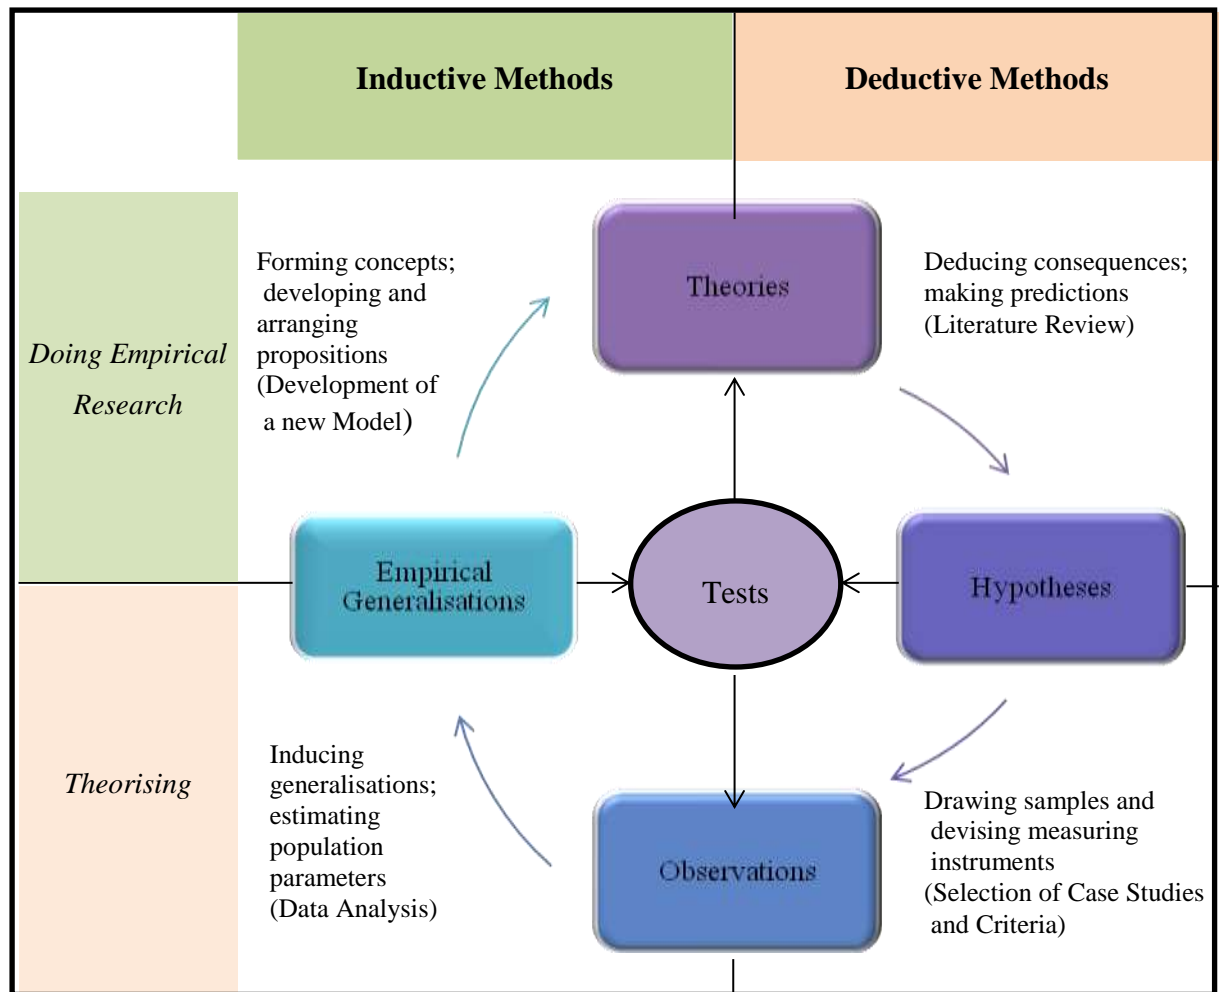 Inductive Methods
Deductive Methods
Doing Empirical
Research
Forming concepts;
developing and
arranging
propositions
(Development of
a new Model)
Theories
Deducing consequences;
making predictions
(Literature Review)
Empirical
Generalisations
Tests
Hypotheses
Theorising
Inducing
generalisations;
estimating
population
parameters
(Data Analysis)
Observations
Drawing samples and
devising measuring
instruments
(Selection of Case Studies
and Criteria)